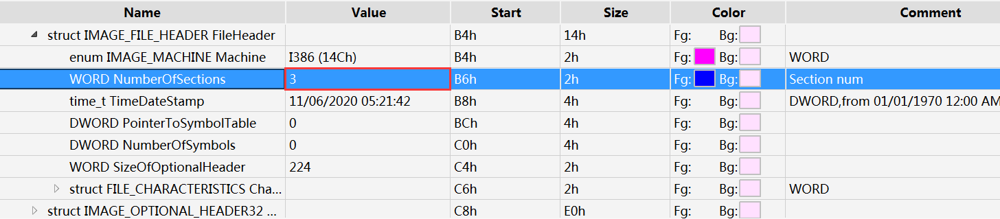 Name Value Start Size Color Comment
struct IMAGE_FILE_HEADER FileHeader B4h 14h Fg: Bg:
enum IMAGE_MACHINE Machine I386 (14Ch) B4h 2h Fg: Bg: WORD
WORD NumberOfSections 3 B6h 2h Fg: Bg: Section num
time_t TimeDateStamp 11/06/2020 05:21:42 B8h 4h Fg: Bg: DWORD,from 01/01/1970 12:00 AM
DWORD PointerToSymbolTable 0 BCh 4h Fg: Bg:
DWORD NumberOfSymbols 0 C0h 4h Fg: Bg:
WORD SizeOfOptionalHeader 224 C4h 2h Fg: Bg:
struct FILE_CHARACTERISTICS Cha... C6h 2h Fg: Bg: WORD
struct IMAGE_OPTIONAL_HEADER32 ... C8h E0h Fg: Bg: